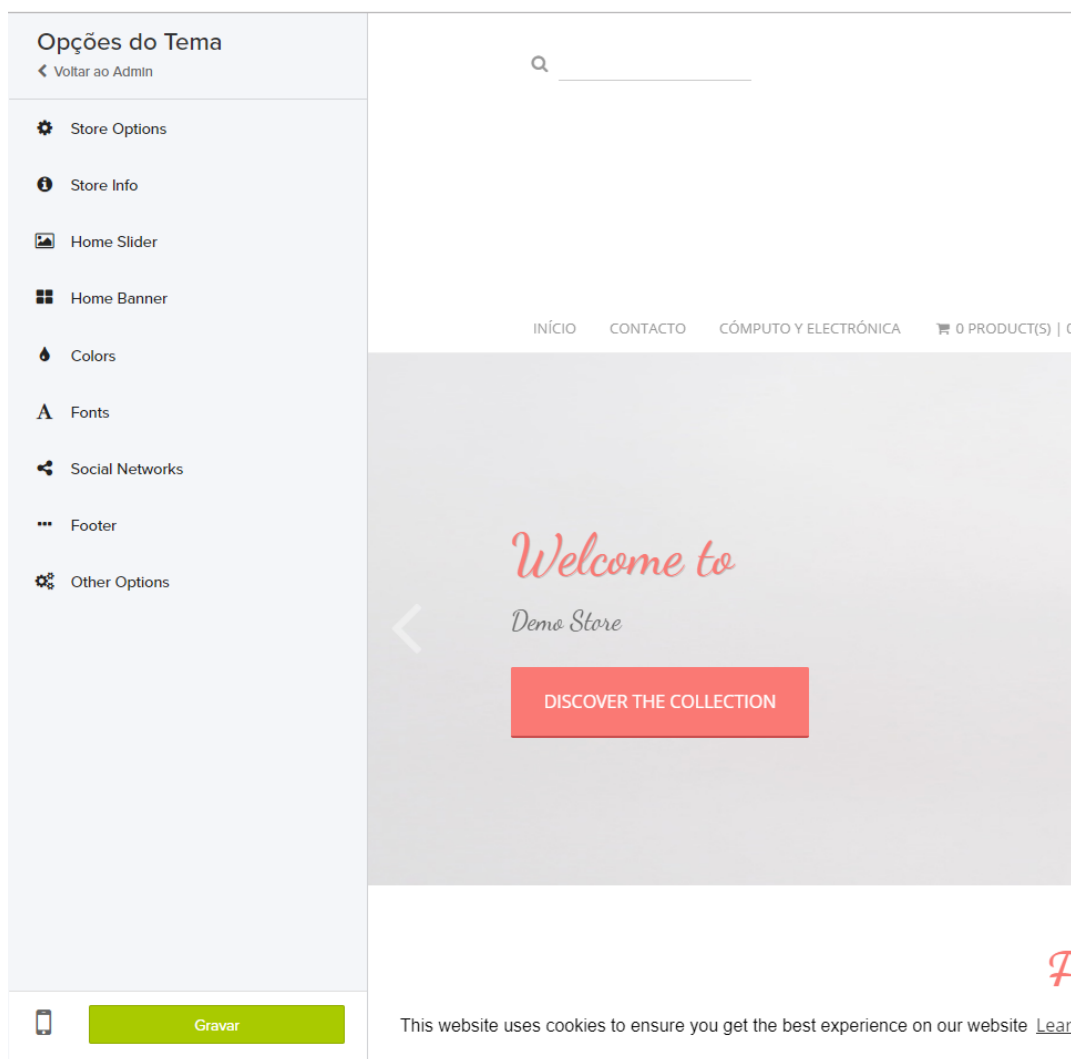 Opções do Tema
Voltar ao Admin
Store Options
Store Info
Home Slider
Home Banner
Colors
Fonts
Social Networks
Footer
Other Options
Gravar
INÍCIO CONTACTO CÓMPUTO Y ELECTRÓNICA 0 PRODUCT(S) | 0
Welcome to
Demo Store
DISCOVER THE COLLECTION
This website uses cookies to ensure you get the best experience on our website Lear